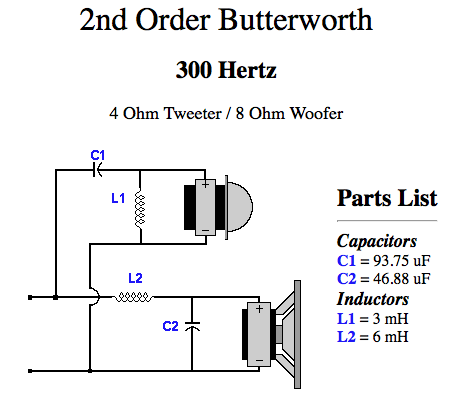 2nd Order Butterworth
300 Hertz
4 Ohm Tweeter / 8 Ohm Woofer
C1
L1
+
−
L2
C2
+
−
Parts List
Capacitors
C1 = 93.75 uF
C2 = 46.88 uF
Inductors
L1 = 3 mH
L2 = 6 mH